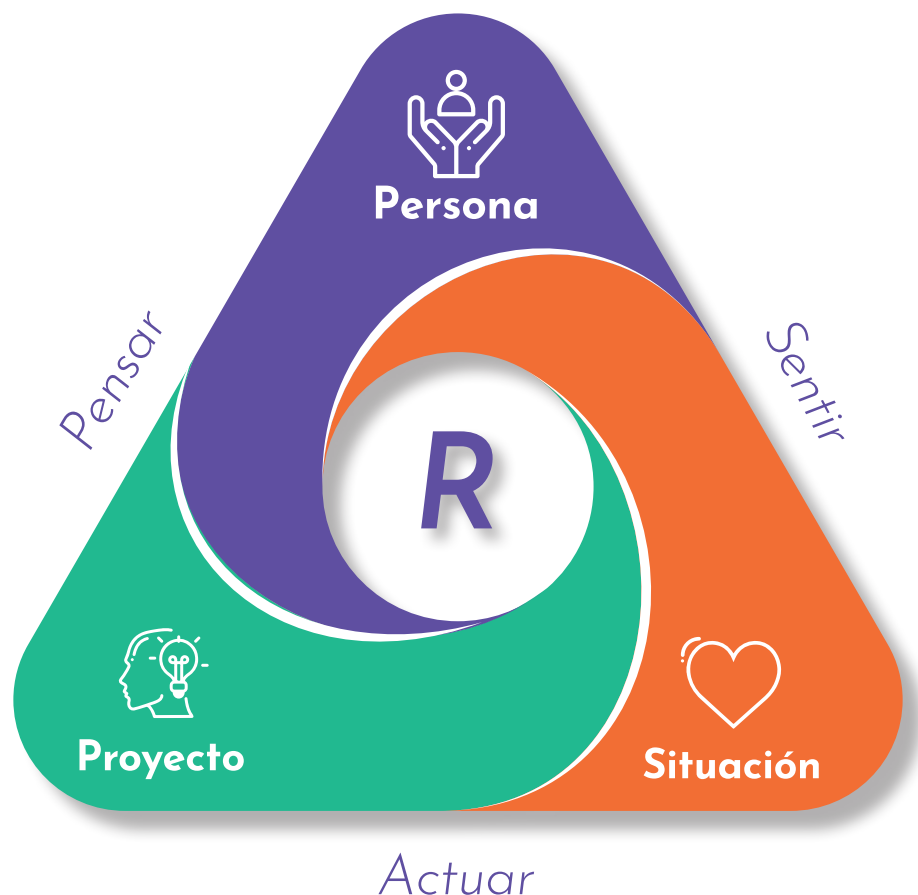 Persona
Pensar
Sentir
R
Proyecto
Situación
Actuar